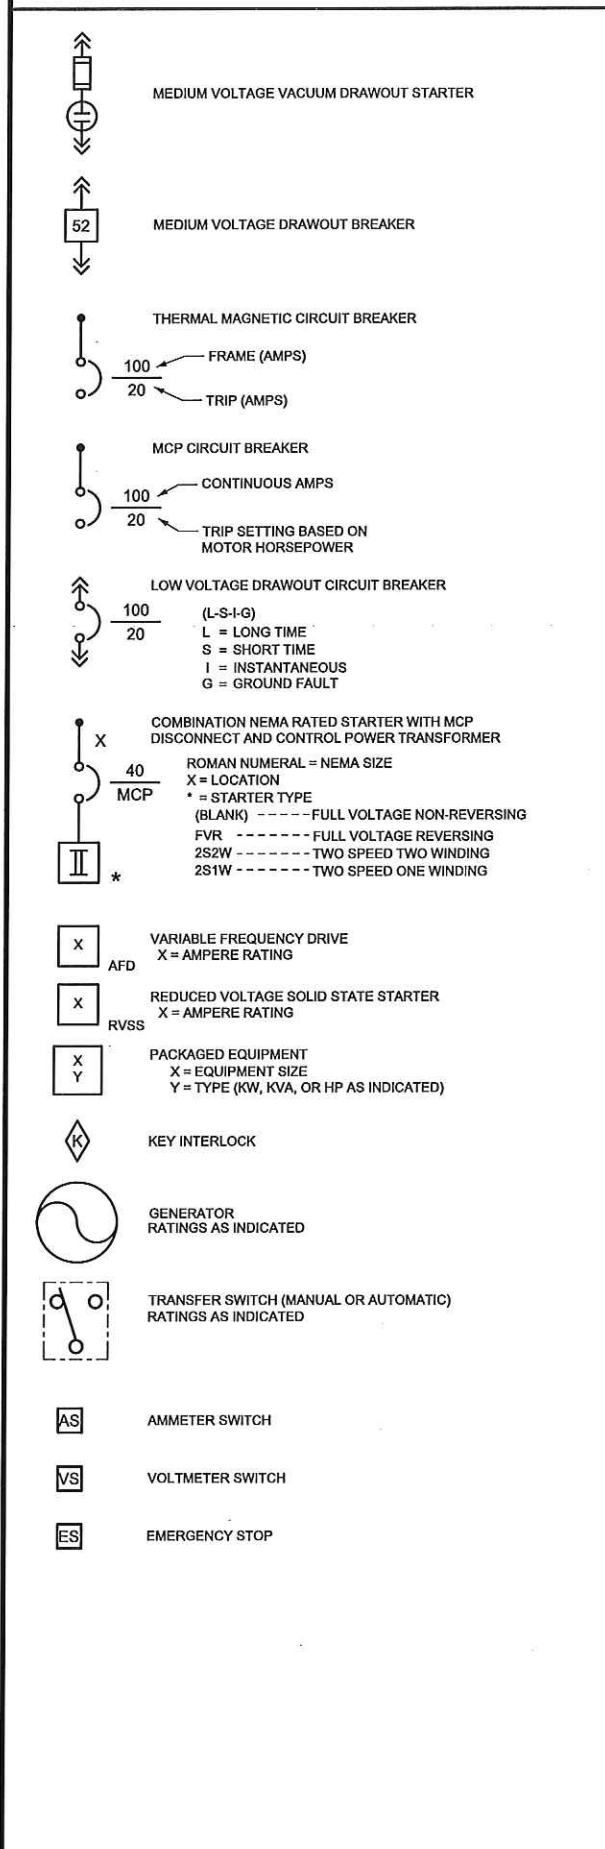 MEDIUM VOLTAGE VACUUM DRAWOUT STARTER
52
MEDIUM VOLTAGE DRAWOUT BREAKER
THERMAL MAGNETIC CIRCUIT BREAKER
100
FRAME (AMPS)
20
TRIP (AMPS)
MCP CIRCUIT BREAKER
100
CONTINUOUS AMPS
20
TRIP SETTING BASED ON
MOTOR HORSEPOWER
LOW VOLTAGE DRAWOUT CIRCUIT BREAKER
100
20
(L-S-I-G)
L = LONG TIME
S = SHORT TIME
I = INSTANTANEOUS
G = GROUND FAULT
COMBINATION NEMA RATED STARTER WITH MCP
DISCONNECT AND CONTROL POWER TRANSFORMER
X
40
MCP
II
*
ROMAN NUMERAL = NEMA SIZE
X = LOCATION
* = STARTER TYPE
(BLANK) ----- FULL VOLTAGE NON-REVERSING
FVR ------- FULL VOLTAGE REVERSING
2S2W ------- TWO SPEED TWO WINDING
2S1W ------- TWO SPEED ONE WINDING
X
AFD
VARIABLE FREQUENCY DRIVE
X = AMPERE RATING
X
RVSS
REDUCED VOLTAGE SOLID STATE STARTER
X = AMPERE RATING
X
Y
PACKAGED EQUIPMENT
X = EQUIPMENT SIZE
Y = TYPE (KW, KVA, OR HP AS INDICATED)
K
KEY INTERLOCK
GENERATOR
RATINGS AS INDICATED
TRANSFER SWITCH (MANUAL OR AUTOMATIC)
RATINGS AS INDICATED
AS
AMMETER SWITCH
VS
VOLTMETER SWITCH
ES
EMERGENCY STOP